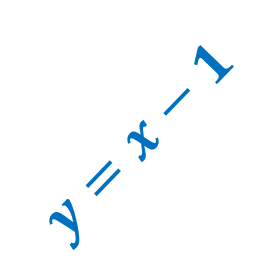 y = x − 1